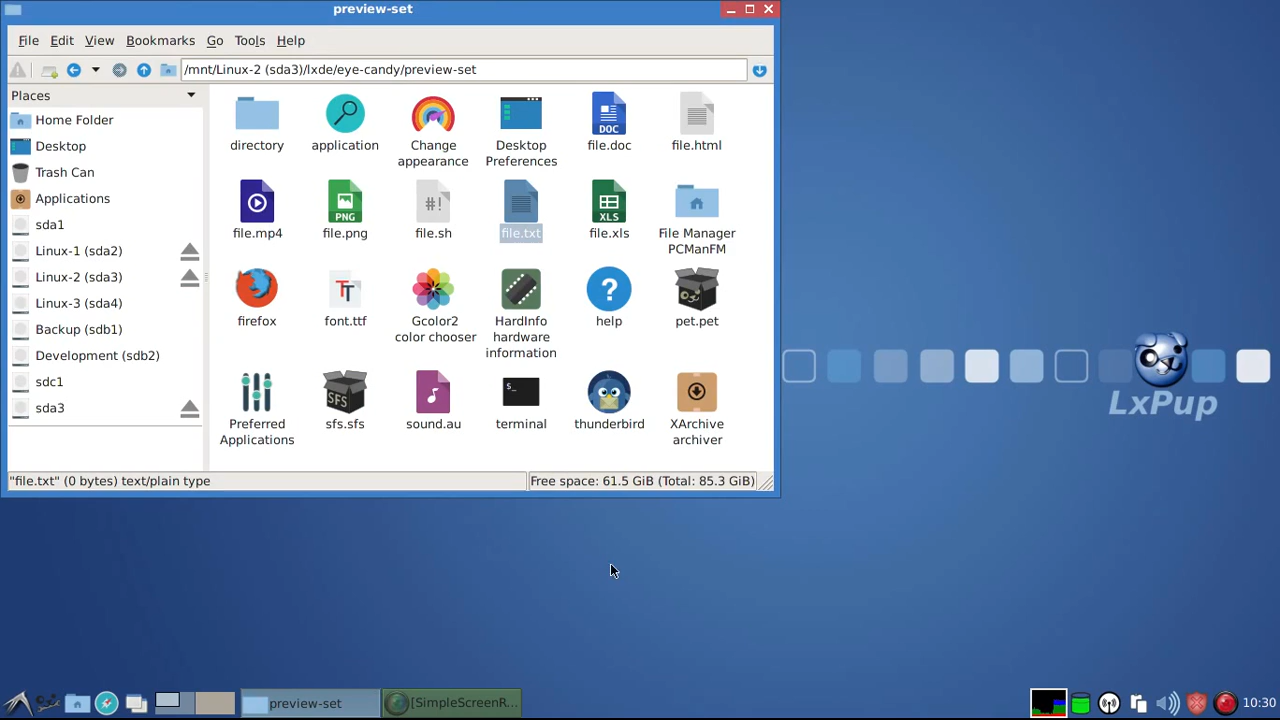 preview-set
File Edit View Bookmarks Go Tools Help
/mnt/Linux-2 (sda3)/lxde/eye-candy/preview-set
Places
Home Folder
Desktop
Trash Can
Applications
sda1
Linux-1 (sda2)
Linux-2 (sda3)
Linux-3 (sda4)
Backup (sdb1)
Development (sdb2)
sdc1
sda3
DOC
directory application Change appearance Desktop Preferences file.doc file.html
PNG #! XLS
file.mp4 file.png file.sh file.txt file.xls File Manager PCManFM
TT ?
firefox font.ttf Gcolor2 color chooser HardInfo hardware information help pet.pet
SFS $_
Preferred Applications sfs.sfs sound.au terminal thunderbird XArchive archiver
"file.txt" (0 bytes) text/plain type
Free space: 61.5 GiB (Total: 85.3 GiB)
LxPup
preview-set
[SimpleScreenR...
10:30